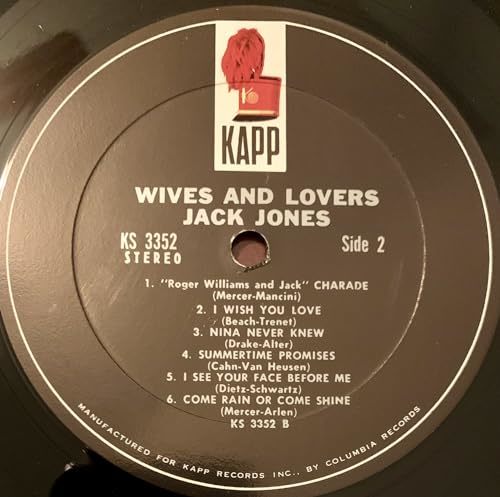 KAPP
WIVES AND LOVERS
JACK JONES
KS 3352
STEREO
Side 2
1. "Roger Williams and Jack" CHARADE
(Mercer-Mancini)
2. I WISH YOU LOVE
(Beach-Trenet)
3. NINA NEVER KNEW
(Drake-Alter)
4. SUMMERTIME PROMISES
(Cahn-Van Heusen)
5. I SEE YOUR FACE BEFORE ME
(Dietz-Schwartz)
6. COME RAIN OR COME SHINE
(Mercer-Arlen)
KS 3352 B
MANUFACTURED FOR KAPP RECORDS INC., BY COLUMBIA RECORDS